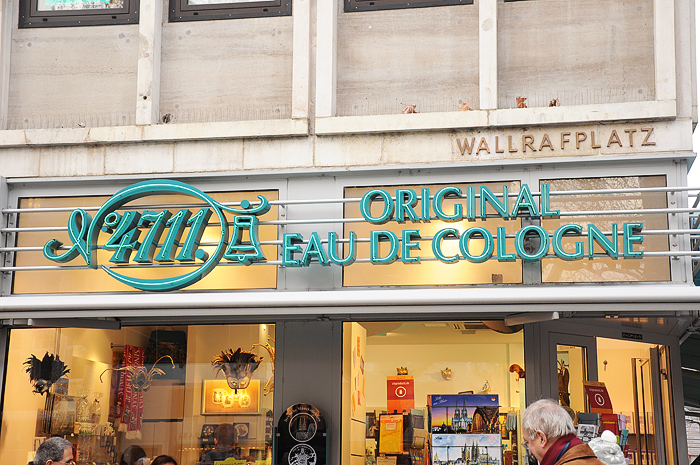 WALLRAFPLATZ
No 4711.
ORIGINAL
EAU DE COLOGNE